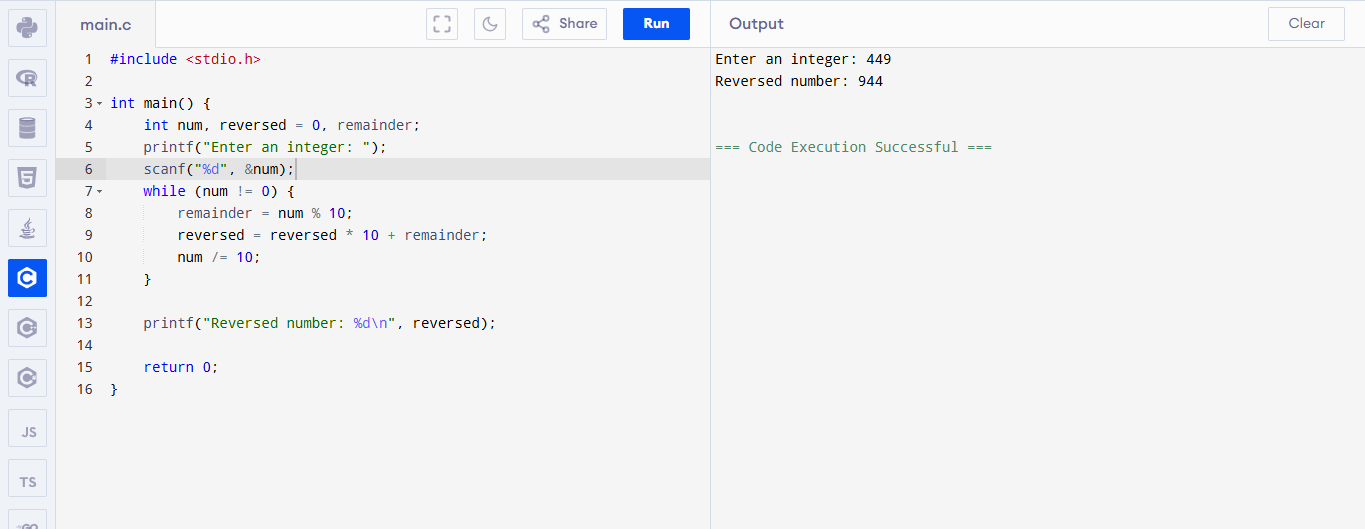 main.c
Share
Run
Output
Clear
1 #include <stdio.h>
2
3 int main() {
4     int num, reversed = 0, remainder;
5     printf("Enter an integer: ");
6     scanf("%d", &num);
7     while (num != 0) {
8         remainder = num % 10;
9         reversed = reversed * 10 + remainder;
10         num /= 10;
11     }
12
13     printf("Reversed number: %d\n", reversed);
14
15     return 0;
16 }
Enter an integer: 449
Reversed number: 944
=== Code Execution Successful ===
R
5
C
C
C
JS
TS
GO